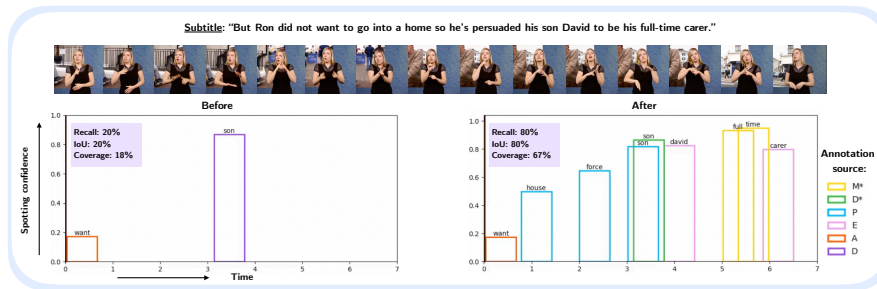 Subtitle: “But Ron did not want to go into a home so he's persuaded his son David to be his full-time carer.”
Before
After
Spotting confidence
1.0
0.8
0.6
0.4
0.2
0.0
Recall: 20%
IoU: 20%
Coverage: 18%
want
son
0 1 2 3 4 5 6 7
Time
1.0
0.8
0.6
0.4
0.2
0.0
Recall: 80%
IoU: 80%
Coverage: 67%
want
house
force
son
son
david
full
time
carer
0 1 2 3 4 5 6 7
Annotation
source:
M*
D*
P
E
A
D